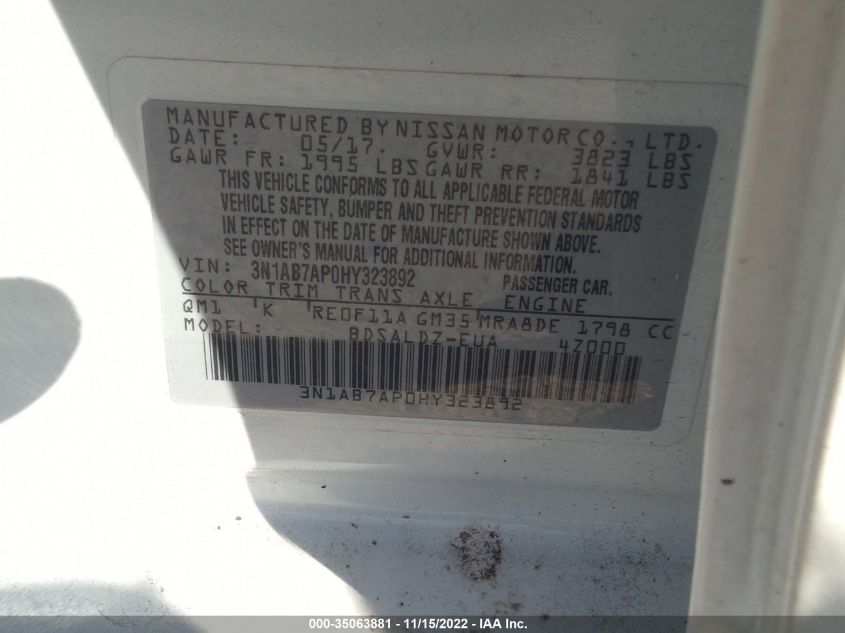 MANUFACTURED BY NISSAN MOTOR CO., LTD.
DATE: 05/17. GVWR: 3823 LBS
GAWR FR: 1995 LBS GAWR RR: 1841 LBS
THIS VEHICLE CONFORMS TO ALL APPLICABLE FEDERAL MOTOR
VEHICLE SAFETY, BUMPER AND THEFT PREVENTION STANDARDS
IN EFFECT ON THE DATE OF MANUFACTURE SHOWN ABOVE.
SEE OWNER'S MANUAL FOR ADDITIONAL INFORMATION.
VIN: 3N1AB7AP0HY323892 PASSENGER CAR.
COLOR TRIM TRANS AXLE ENGINE
QM1 K RE0F11A GM35 MRA8DE 1798 CC
MODEL: BDSALDZ-EUA 4Z000
3N1AB7AP0HY323892
000-35063881 - 11/15/2022 - IAA Inc.